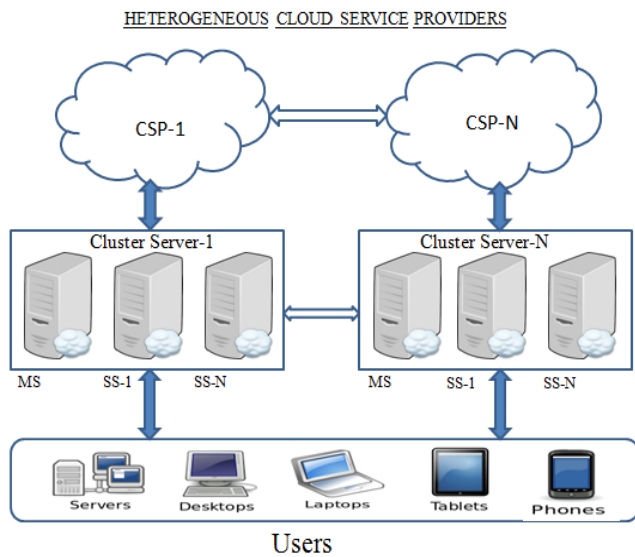 HETEROGENEOUS CLOUD SERVICE PROVIDERS
CSP-1
CSP-N
Cluster Server-1
Cluster Server-N
MS SS-1 SS-N
MS SS-1 SS-N
Servers Desktops Laptops Tablets Phones
Users